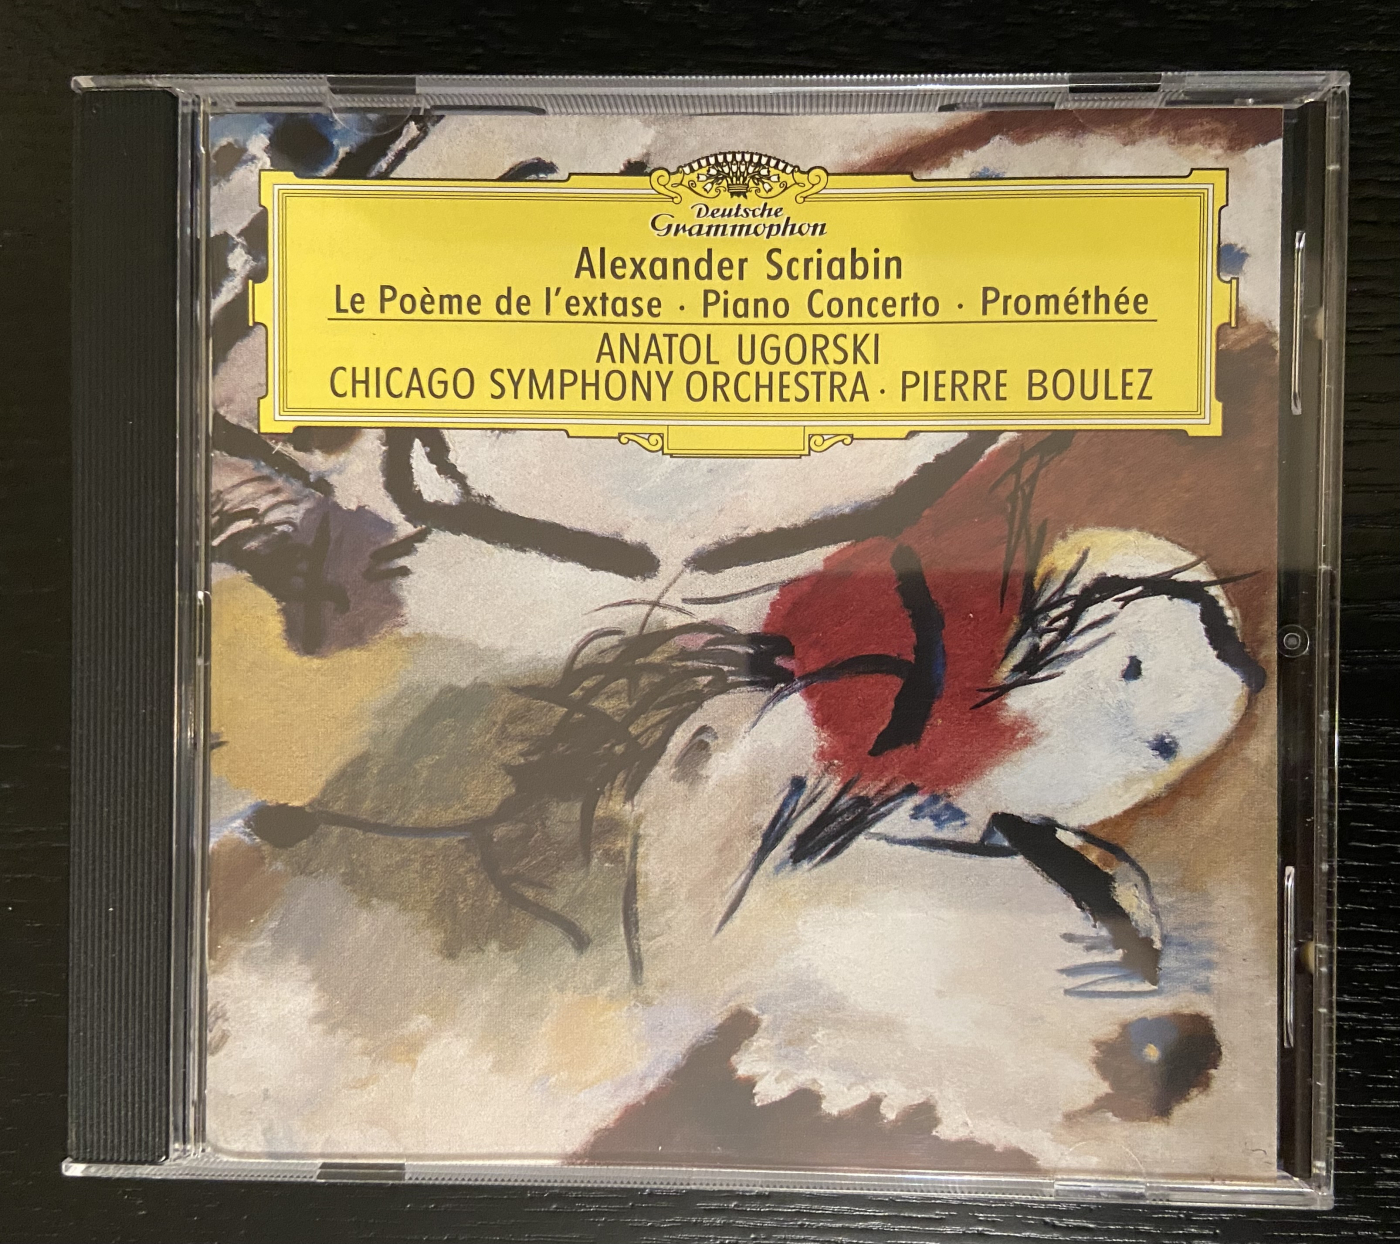 Deutsche
Grammophon
Alexander Scriabin
Le Poème de l'extase · Piano Concerto · Prométhée
ANATOL UGORSKI
CHICAGO SYMPHONY ORCHESTRA · PIERRE BOULEZ